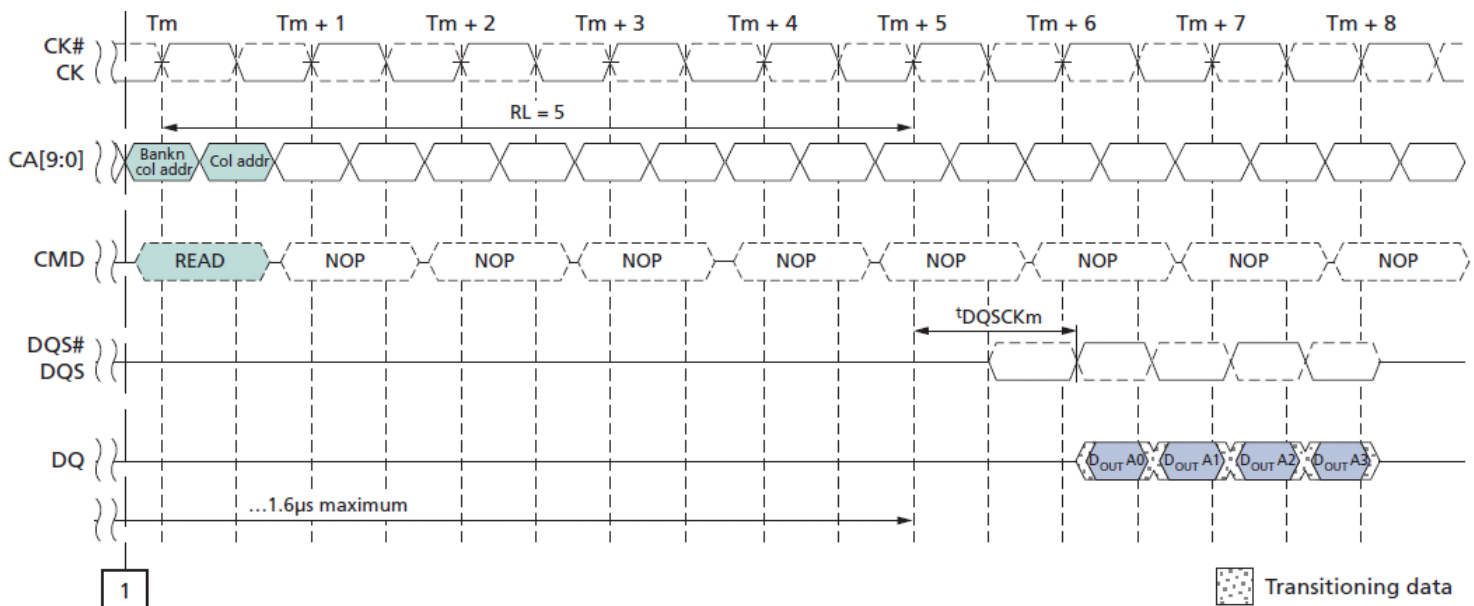 Tm Tm + 1 Tm + 2 Tm + 3 Tm + 4 Tm + 5 Tm + 6 Tm + 7 Tm + 8
CK#
CK
RL = 5
CA[9:0] Bankn
col addr Col addr
CMD READ NOP NOP NOP NOP NOP NOP NOP NOP
tDQSCKm
DQS#
DQS
DQ DOUT A0 DOUT A1 DOUT A2 DOUT A3
...1.6μs maximum
1 Transitioning data